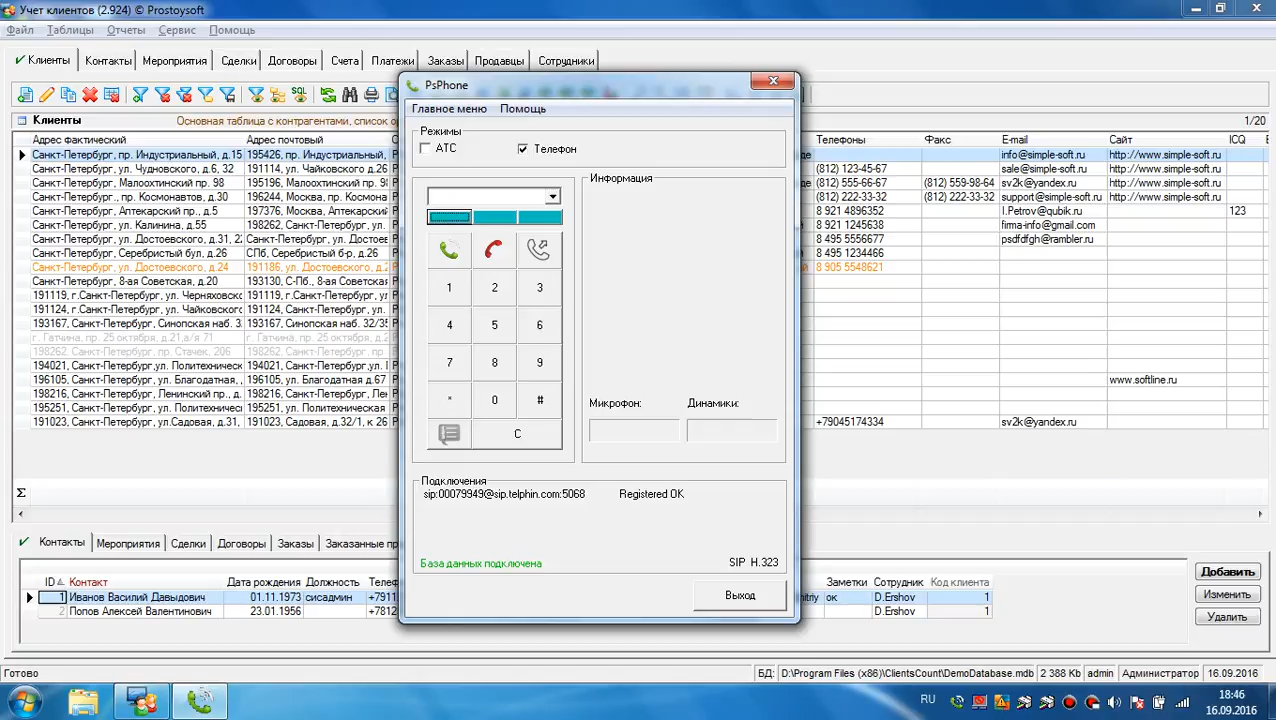 Учет клиентов (2.924) © Prostoysoft
Файл Таблицы Отчеты Сервис Помощь
Клиенты Контакты Мероприятия Сделки Договоры Счета Платежи Заказы Продавцы Сотрудники
SQL
PsPhone
Главное меню Помощь
Режимы
АТС Телефон
Информация
1 2 3
4 5 6
7 8 9
* 0 #
C
Микрофон: Динамики:
Подключения
sip:00079949@sip.telphin.com:5068 Registered OK
База данных подключена SIP H.323
Выход
Клиенты Основная таблица с контрагентами, список 1/20
Адрес фактический Адрес почтовый Телефоны Факс E-mail Сайт ICQ
Санкт-Петербург, пр. Индустриальный, д.15 195426, пр. Индустриальный, info@simple-soft.ru http://www.simple-soft.ru
Санкт-Петербург, ул. Чудновского, д.6, 32 191114, ул. Чайковского д.2 (812) 123-45-67 sale@simple-soft.ru http://www.simple-soft.ru
Санкт-Петербург, Малоохтинский пр. 98 195196, Москва, Малоохтин (812) 555-66-67 (812) 559-98-64 sv2k@yandex.ru http://www.simple-soft.ru
Санкт-Петербург, пр., Космонавтов, д.30 196244, Москва, пр. Космона (812) 222-33-32 (812) 222-33-32 support@simple-soft.ru http://www.simple-soft.ru
Санкт-Петербург, Аптекарский пр., д.5 197376, Москва, Аптекарски 8 921 4896352 I.Petrov@qubik.ru 123
Санкт-Петербург, ул. Калинина, д.55 198262, Санкт-Петербург, ул 8 921 1245638 firma-info@gmail.com
Санкт-Петербург, ул. Достоевского, д.31, 22 Санкт-Петербург, ул. Достое 8 495 5556677 psdfdfgh@rambler.ru
Санкт-Петербург, Серебристый бул, д.26 СПб, Серебристый б-р, д.26 8 495 1234466
Санкт-Петербург, ул. Достоевского, д.24 191186, ул. Достоевского, д.2 8 905 5548621
Санкт-Петербург, 8-ая Советская, д.20 193130, С-Пб., 8-ая Советска
191119, г.Санкт-Петербург, ул. Черняховско 191119, г.Санкт-Петербург,
191124, г.Санкт-Петербург, ул. Чайковского 191124, г.Санкт-Петербург,
193167, Санкт-Петербург, Синопская наб. 3 193167, Синопская наб. 32/35
г. Гатчина, пр. 25 октября, д.21,а/я 71 г. Гатчина, пр. 25 октября, д
198262, Санкт-Петербург, пр. Стачек, 206 198262, Санкт-Петербург, пр
194021, Санкт-Петербург,ул. Политехническ 194021, Санкт-Петербург,ул.
196105, Санкт-Петербург, ул. Благодатная, 196105, ул. Благодатная д.67 www.softline.ru
198216, Санкт-Петербург, Ленинский пр., д 198216, Санкт-Петербург, Л
195251, Санкт-Петербург,ул. Политехническ 195251, ул. Политехническая
191023, Санкт-Петербург, ул.Садовая, д.31, 191023, Садовая, д.32/1, к 26 +79045174334 sv2k@yandex.ru
Σ
Контакты Мероприятия Сделки Договоры Заказы Заказанные пр
ID Контакт Дата рождения Должность Телеф Заметки Сотрудник Код клиента
1 Иванов Василий Давыдович 01.11.1973 сисадмин +7911 mitriy ок D.Ershov 1
2 Попов Алексей Валентинович 23.01.1956 +7812 D.Ershov 1
Добавить
Изменить
Удалить
Готово БД: D:\Program Files (x86)\ClientsCount\DemoDatabase.mdb 2 388 Kb admin Администратор 16.09.2016
RU 18:46
16.09.2016